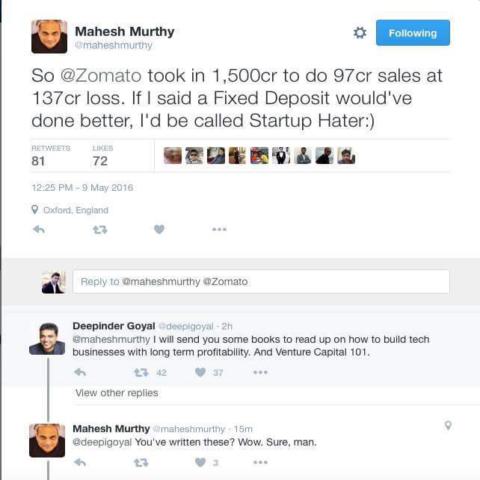 Mahesh Murthy
@maheshmurthy
Following
So @Zomato took in 1,500cr to do 97cr sales at
137cr loss. If I said a Fixed Deposit would've
done better, I'd be called Startup Hater:)
RETWEETS LIKES
81 72
12:25 PM - 9 May 2016
Oxford, England
Reply to @maheshmurthy @Zomato
Deepinder Goyal @deepigoyal · 2h
@maheshmurthy I will send you some books to read up on how to build tech
businesses with long term profitability. And Venture Capital 101.
42 37
View other replies
Mahesh Murthy @maheshmurthy · 15m
@deepigoyal You've written these? Wow. Sure, man.
3